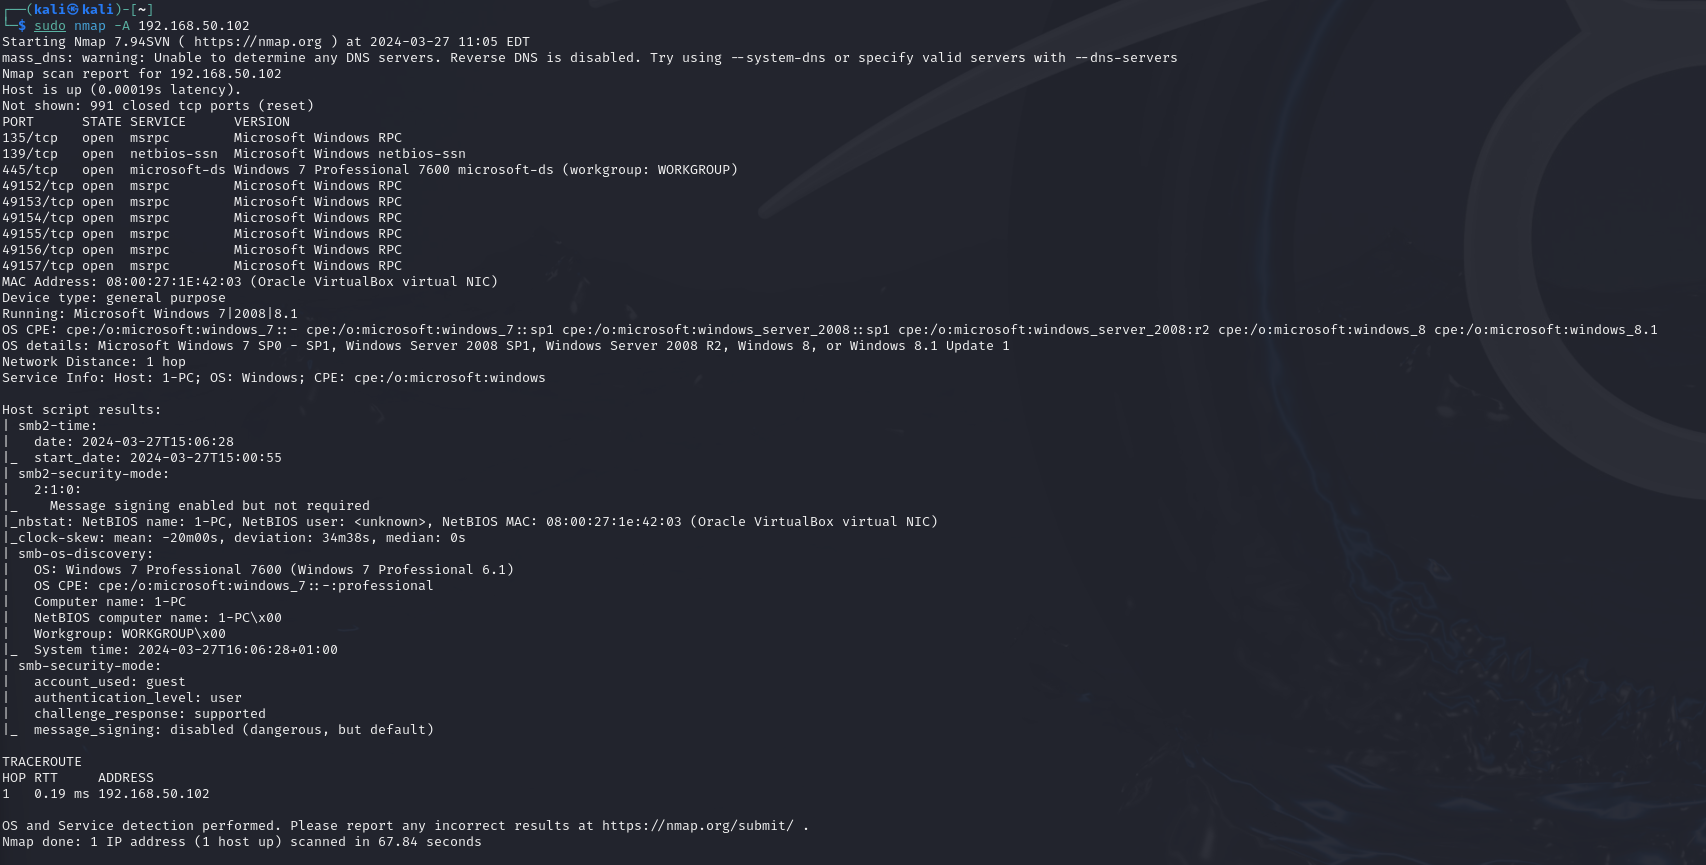 ┌──(kali㉿kali)-[~]
└─$ sudo nmap -A 192.168.50.102
Starting Nmap 7.94SVN ( https://nmap.org ) at 2024-03-27 11:05 EDT
mass_dns: warning: Unable to determine any DNS servers. Reverse DNS is disabled. Try using --system-dns or specify valid servers with --dns-servers
Nmap scan report for 192.168.50.102
Host is up (0.00019s latency).
Not shown: 991 closed tcp ports (reset)
PORT      STATE SERVICE      VERSION
135/tcp   open  msrpc        Microsoft Windows RPC
139/tcp   open  netbios-ssn  Microsoft Windows netbios-ssn
445/tcp   open  microsoft-ds Windows 7 Professional 7600 microsoft-ds (workgroup: WORKGROUP)
49152/tcp open  msrpc        Microsoft Windows RPC
49153/tcp open  msrpc        Microsoft Windows RPC
49154/tcp open  msrpc        Microsoft Windows RPC
49155/tcp open  msrpc        Microsoft Windows RPC
49156/tcp open  msrpc        Microsoft Windows RPC
49157/tcp open  msrpc        Microsoft Windows RPC
MAC Address: 08:00:27:1E:42:03 (Oracle VirtualBox virtual NIC)
Device type: general purpose
Running: Microsoft Windows 7|2008|8.1
OS CPE: cpe:/o:microsoft:windows_7::- cpe:/o:microsoft:windows_7::sp1 cpe:/o:microsoft:windows_server_2008::sp1 cpe:/o:microsoft:windows_server_2008:r2 cpe:/o:microsoft:windows_8 cpe:/o:microsoft:windows_8.1
OS details: Microsoft Windows 7 SP0 - SP1, Windows Server 2008 SP1, Windows Server 2008 R2, Windows 8, or Windows 8.1 Update 1
Network Distance: 1 hop
Service Info: Host: 1-PC; OS: Windows; CPE: cpe:/o:microsoft:windows

Host script results:
| smb2-time:
|   date: 2024-03-27T15:06:28
|_  start_date: 2024-03-27T15:00:55
| smb2-security-mode:
|   2:1:0:
|_    Message signing enabled but not required
|_nbstat: NetBIOS name: 1-PC, NetBIOS user: <unknown>, NetBIOS MAC: 08:00:27:1e:42:03 (Oracle VirtualBox virtual NIC)
|_clock-skew: mean: -20m00s, deviation: 34m38s, median: 0s
| smb-os-discovery:
|   OS: Windows 7 Professional 7600 (Windows 7 Professional 6.1)
|   OS CPE: cpe:/o:microsoft:windows_7::-:professional
|   Computer name: 1-PC
|   NetBIOS computer name: 1-PC\x00
|   Workgroup: WORKGROUP\x00
|_  System time: 2024-03-27T16:06:28+01:00
| smb-security-mode:
|   account_used: guest
|   authentication_level: user
|   challenge_response: supported
|_  message_signing: disabled (dangerous, but default)

TRACEROUTE
HOP RTT     ADDRESS
1   0.19 ms 192.168.50.102

OS and Service detection performed. Please report any incorrect results at https://nmap.org/submit/ .
Nmap done: 1 IP address (1 host up) scanned in 67.84 seconds